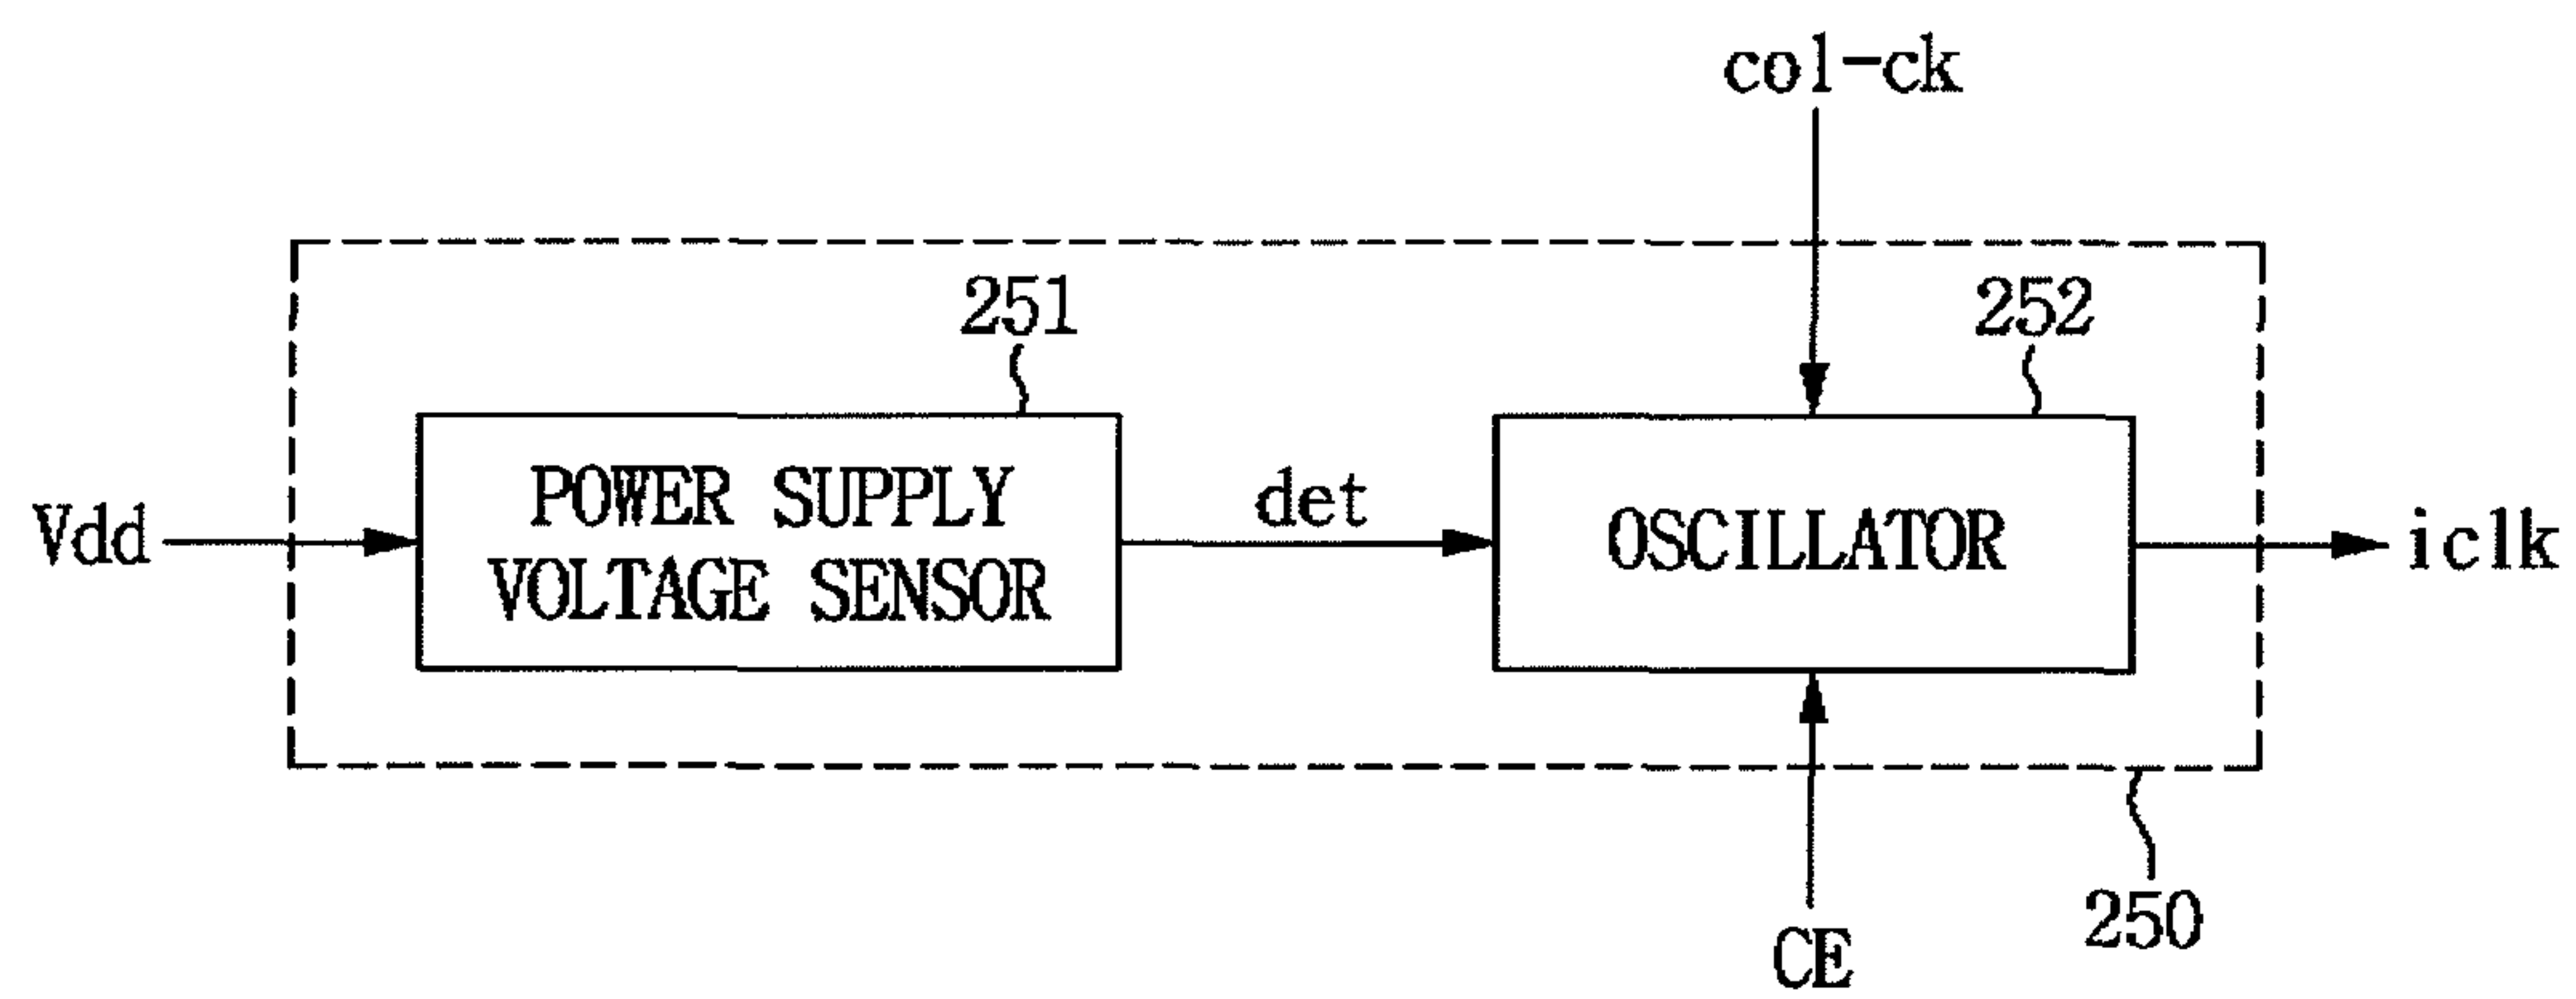 col-ck
251
252
Vdd
POWER SUPPLY
VOLTAGE SENSOR
det
OSCILLATOR
iclk
250
CE